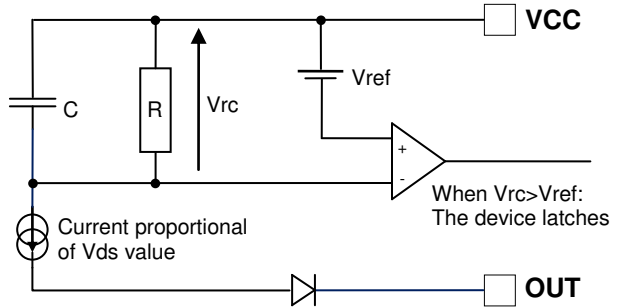 VCC
Vref
C
R
Vrc
+
-
When Vrc>Vref:
The device latches
Current proportional
of Vds value
OUT